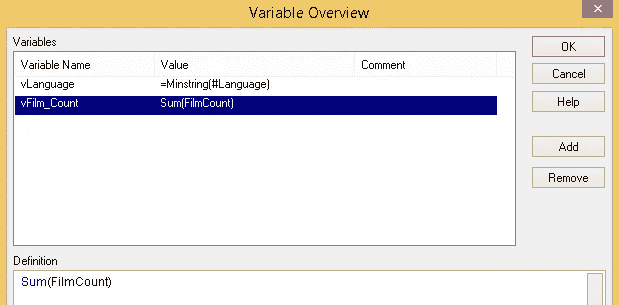 Variable Overview
Variables
Variable Name Value Comment
vLanguage =Minstring(#Language)
vFilm_Count Sum(FilmCount)
OK
Cancel
Help
Add
Remove
Definition
Sum(FilmCount)